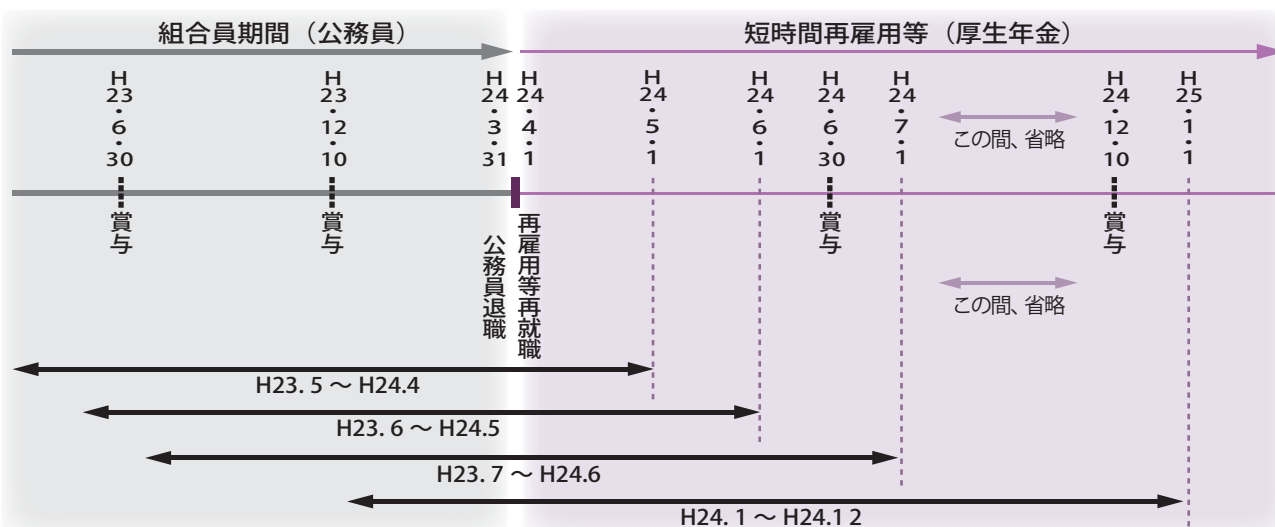 組合員期間（公務員）
短時間再雇用等（厚生年金）
H23・6・30
H23・12・10
H24・3・31
H24・4・1
H24・5・1
H24・6・1
H24・6・30
H24・7・1
この間、省略
H24・12・10
H25・1・1
賞与
賞与
公務員退職
再雇用等再就職
賞与
この間、省略
賞与
H23. 5 ～ H24.4
H23. 6 ～ H24.5
H23. 7 ～ H24.6
H24. 1 ～ H24.1 2